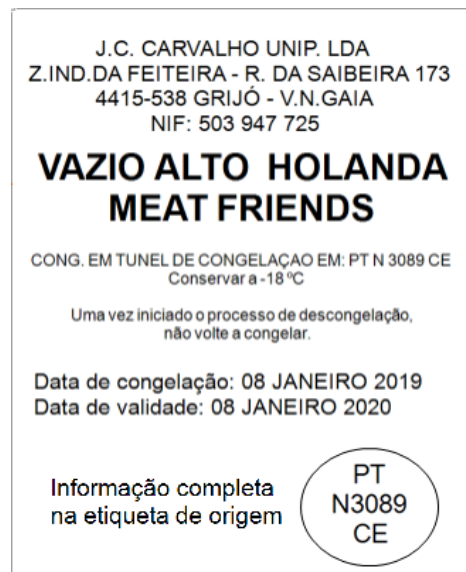 J.C. CARVALHO UNIP. LDA
Z.IND.DA FEITEIRA - R. DA SAIBEIRA 173
4415-538 GRIJÓ - V.N.GAIA
NIF: 503 947 725
VAZIO ALTO HOLANDA
MEAT FRIENDS
CONG. EM TUNEL DE CONGELAÇAO EM: PT N 3089 CE
Conservar a -18 ºC
Uma vez iniciado o processo de descongelação,
não volte a congelar.
Data de congelação: 08 JANEIRO 2019
Data de validade: 08 JANEIRO 2020
Informação completa
na etiqueta de origem
PT
N3089
CE